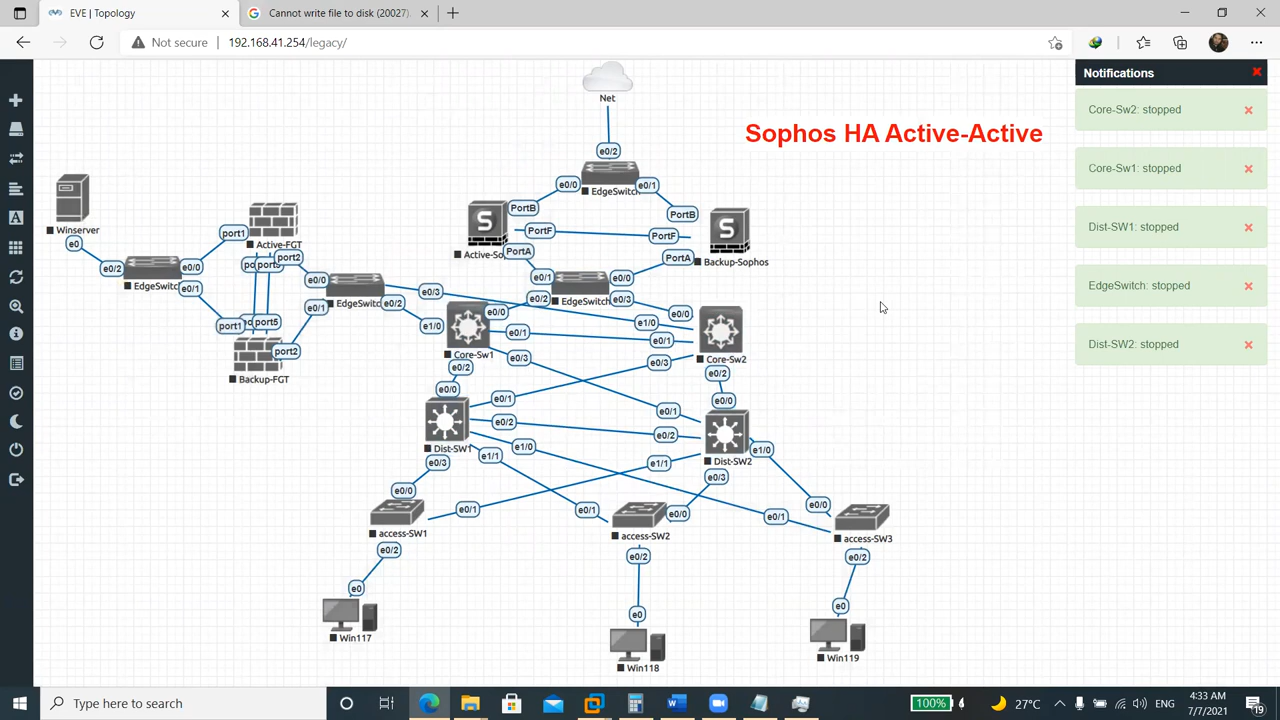 EVE | Topology
Cannot write file to disk (20027).
Not secure
192.168.41.254/legacy/
Net
Notifications
Core-Sw2: stopped
Core-Sw1: stopped
Dist-SW1: stopped
EdgeSwitch: stopped
Dist-SW2: stopped
Sophos HA Active-Active
e0/2
EdgeSwitch
e0/0
e0/1
PortB
PortB
S
S
PortF
PortF
Active-So
Backup-Sophos
PortA
PortA
Winserver
e0
e0/2
EdgeSwitc
e0/0
e0/1
port1
Active-FGT
port2
port5
port1
port5
port2
Backup-FGT
e0/0
EdgeSwitc
e0/1
e0/2
e0/3
e0/1
e0/0
EdgeSwitch
e0/2
e0/3
e0/0
e1/0
e0/1
e0/3
Core-Sw1
e0/2
e0/0
e1/0
e0/1
e0/3
Core-Sw2
e0/2
e0/0
e0/1
e0/2
e1/0
e1/1
Dist-SW1
e0/3
e0/0
e0/1
e0/2
e1/1
e1/0
Dist-SW2
e0/3
e0/0
e0/1
access-SW1
e0/2
e0/1
e0/0
access-SW2
e0/2
e0/1
e0/0
access-SW3
e0/2
e0
Win117
e0
Win118
e0
Win119
Type here to search
W
100%
27°C
ENG
4:33 AM
7/7/2021
19